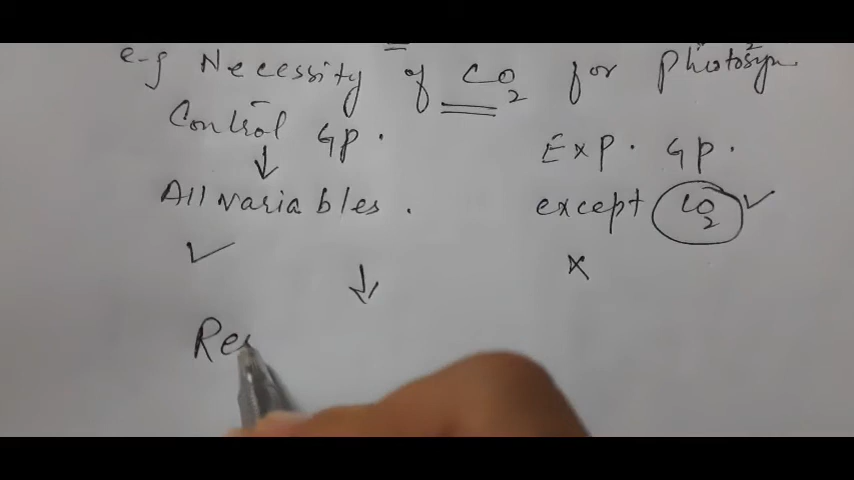 e-g Necessity of CO2 for Photosyn
Control Gp.
Exp. Gp.
All variables.
except CO2
Re